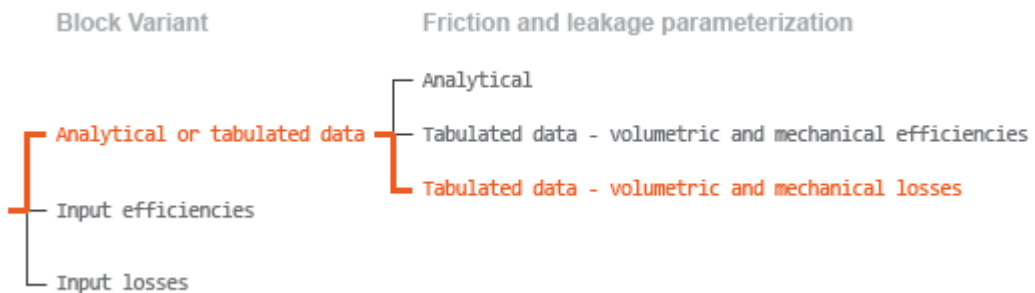 Block Variant
Friction and leakage parameterization
Analytical
Analytical or tabulated data
Tabulated data - volumetric and mechanical efficiencies
Tabulated data - volumetric and mechanical losses
Input efficiencies
Input losses